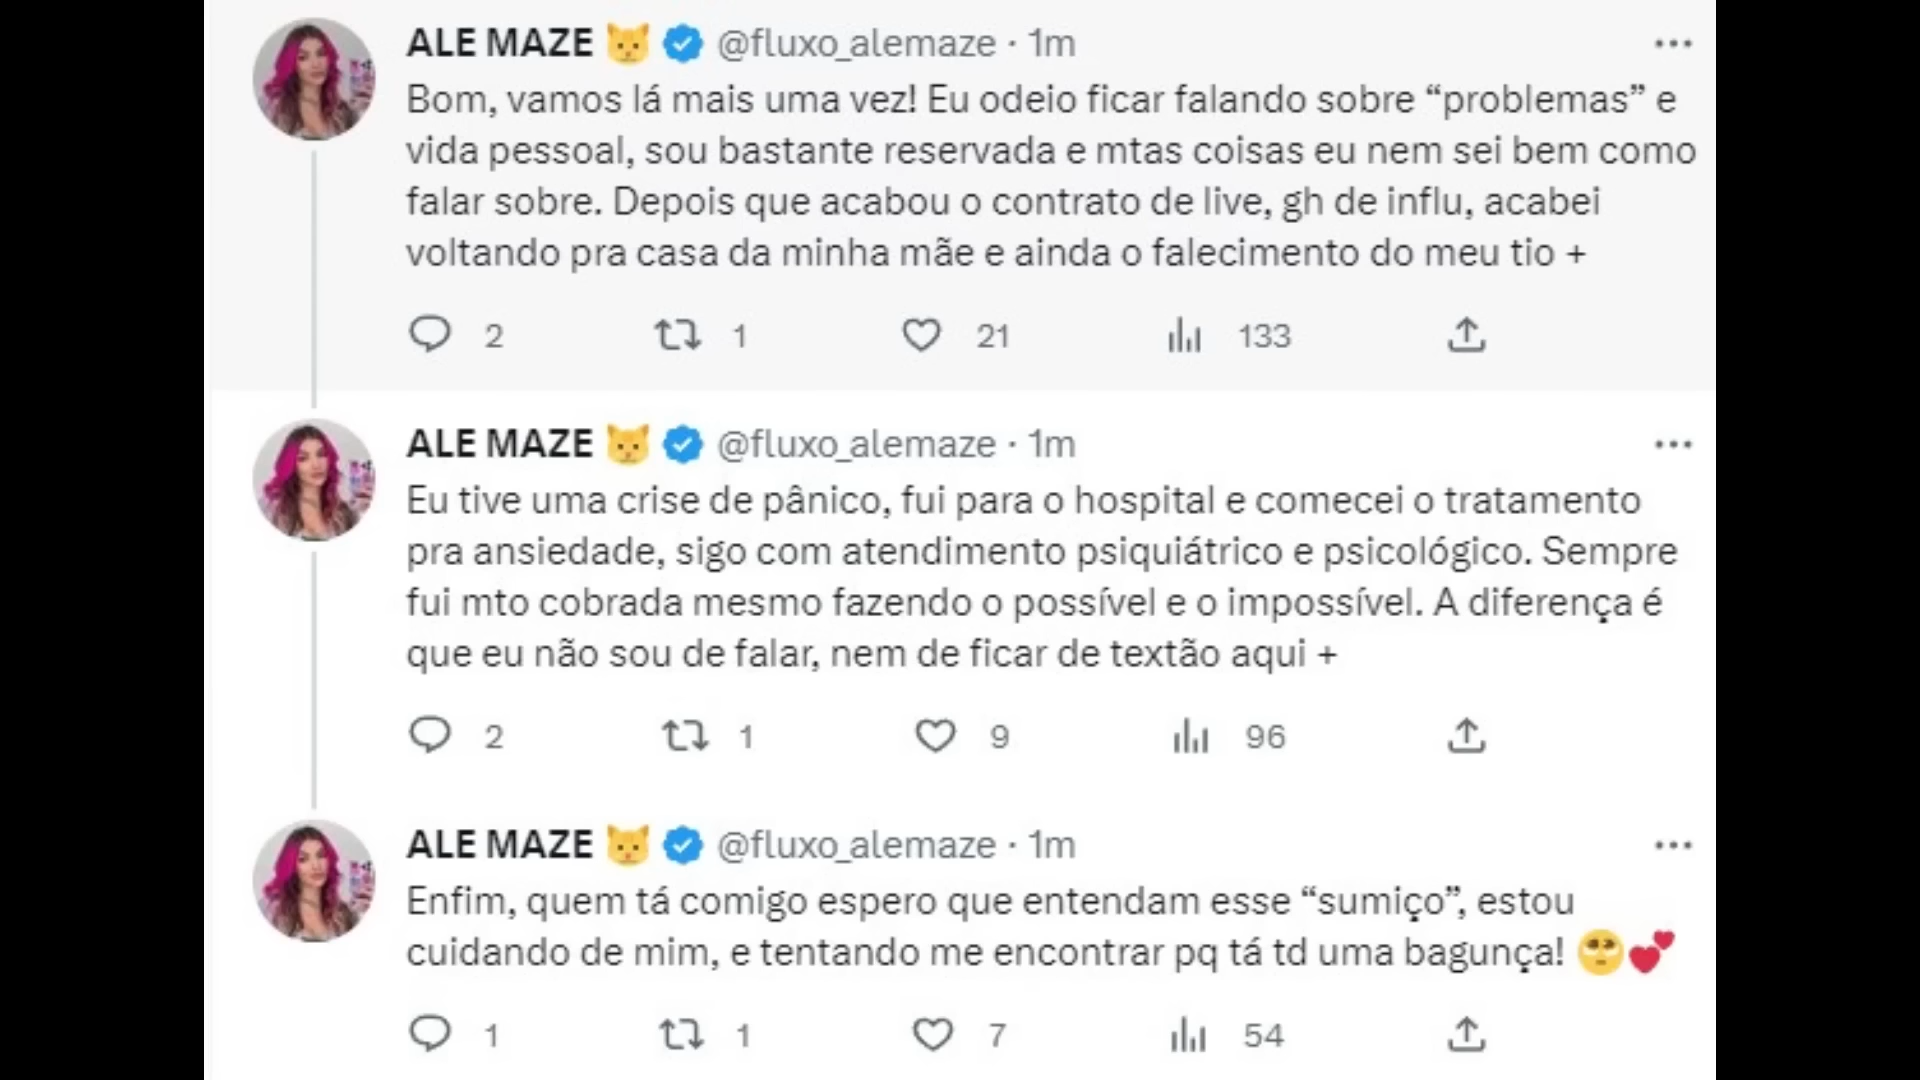 ALE MAZE 🐱 @fluxo_alemaze · 1m
Bom, vamos lá mais uma vez! Eu odeio ficar falando sobre “problemas” e
vida pessoal, sou bastante reservada e mtas coisas eu nem sei bem como
falar sobre. Depois que acabou o contrato de live, gh de influ, acabei
voltando pra casa da minha mãe e ainda o falecimento do meu tio +
2 1 21 133
ALE MAZE 🐱 @fluxo_alemaze · 1m
Eu tive uma crise de pânico, fui para o hospital e comecei o tratamento
pra ansiedade, sigo com atendimento psiquiátrico e psicológico. Sempre
fui mto cobrada mesmo fazendo o possível e o impossível. A diferença é
que eu não sou de falar, nem de ficar de textão aqui +
2 1 9 96
ALE MAZE 🐱 @fluxo_alemaze · 1m
Enfim, quem tá comigo espero que entendam esse “sumiço”, estou
cuidando de mim, e tentando me encontrar pq tá td uma bagunça! 🙄💕
1 1 7 54